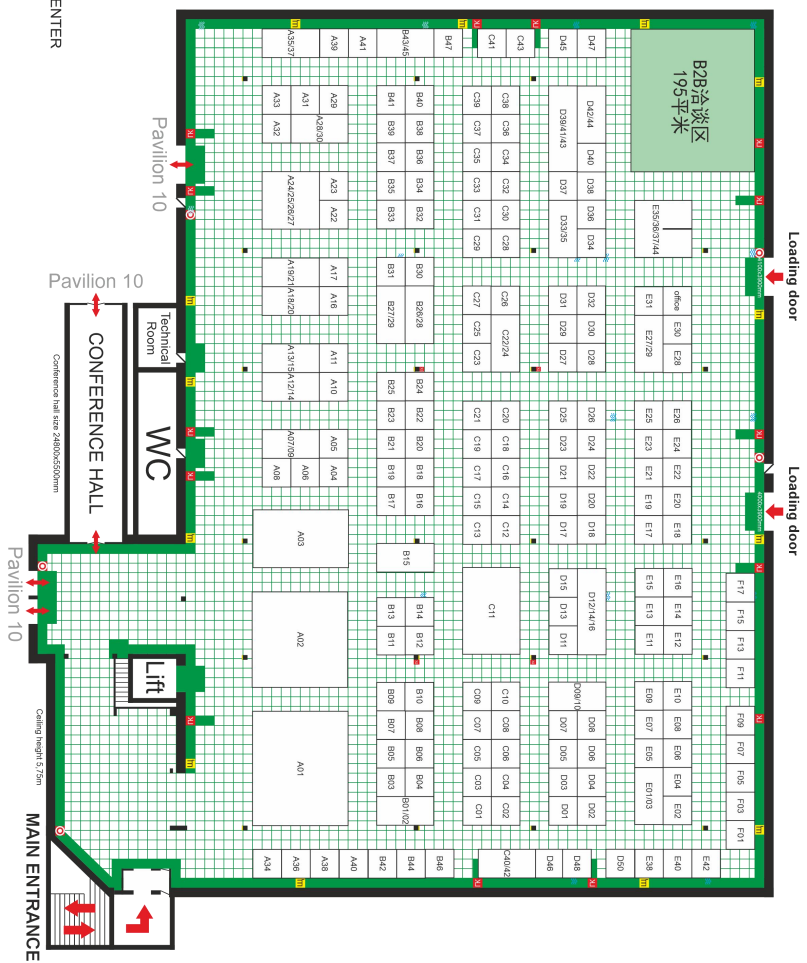 ENTER
Pavilion 10
Pavilion 10
Pavilion 10
Loading door
Loading door
4100x3900mm
4000x3900mm
B2B洽谈区
195平米
Technical
Room
CONFERENCE HALL
Conference hall size 24800x5500mm
WC
Lift
Ceiling height 5,75m
MAIN ENTRANCE
A35/37
A39
A41
B43/45
B47
C41
C43
D45
D47
A33
A31
A29
A32
A28/30
A24/25/26/27
A23
A22
A19/21
A17
A18/20
A16
A13/15
A11
A12/14
A10
A07/09
A05
A08
A06
A04
A03
A02
A01
B41
B40
B39
B38
B37
B36
B35
B34
B33
B32
B31
B30
B27/29
B26/28
B25
B24
B23
B22
B21
B20
B19
B18
B17
B16
B15
B13
B14
B11
B12
B09
B10
B07
B08
B05
B06
B03
B04
B01/02
C39
C38
C37
C36
C35
C34
C33
C32
C31
C30
C29
C28
C27
C26
C25
C22/24
C23
C21
C20
C19
C18
C17
C16
C15
C14
C13
C12
C11
C09
C10
C07
C08
C05
C06
C03
C04
C01
C02
D39/41/43
D42/44
D40
D37
D38
D33/35
D36
D34
D31
D32
D29
D30
D27
D28
D25
D26
D23
D24
D21
D22
D19
D20
D17
D18
D15
D13
D11
D12/14/16
D09/10
D07
D08
D05
D06
D03
D04
D01
D02
E35/36/37/44
E31
office
E27/29
E30
E28
E25
E26
E23
E24
E21
E22
E19
E20
E17
E18
E15
E16
E13
E14
E11
E12
E09
E10
E07
E08
E05
E06
E01/03
E04
E02
F17
F15
F13
F11
F09
F07
F05
F03
F01
A34
A36
A38
A40
B42
B44
B46
C40/42
D46
D48
D50
E38
E40
E42